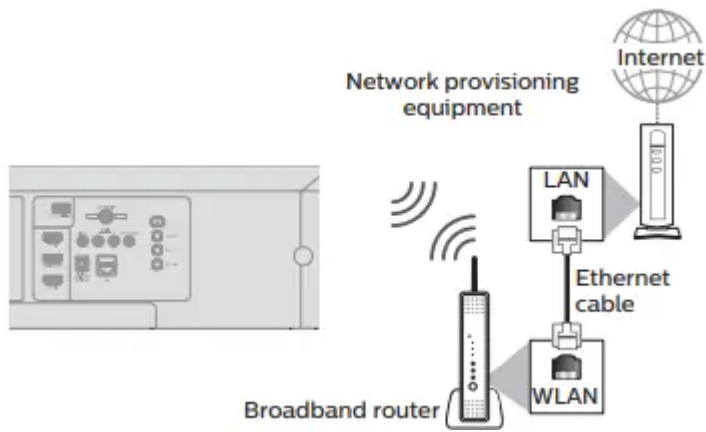 Internet
Network provisioning
equipment
LAN
Ethernet
cable
WLAN
Broadband router